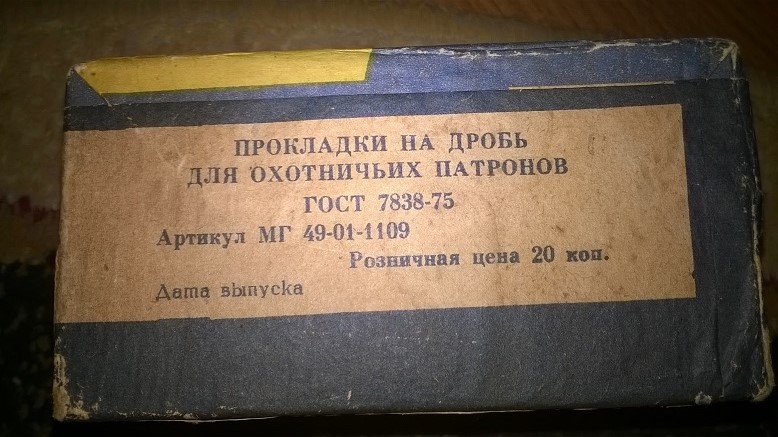 ПРОКЛАДКИ НА ДРОБЬ
ДЛЯ ОХОТНИЧЬИХ ПАТРОНОВ
ГОСТ 7838-75
Артикул МГ 49-01-1109
Розничная цена 20 коп.
Дата выпуска